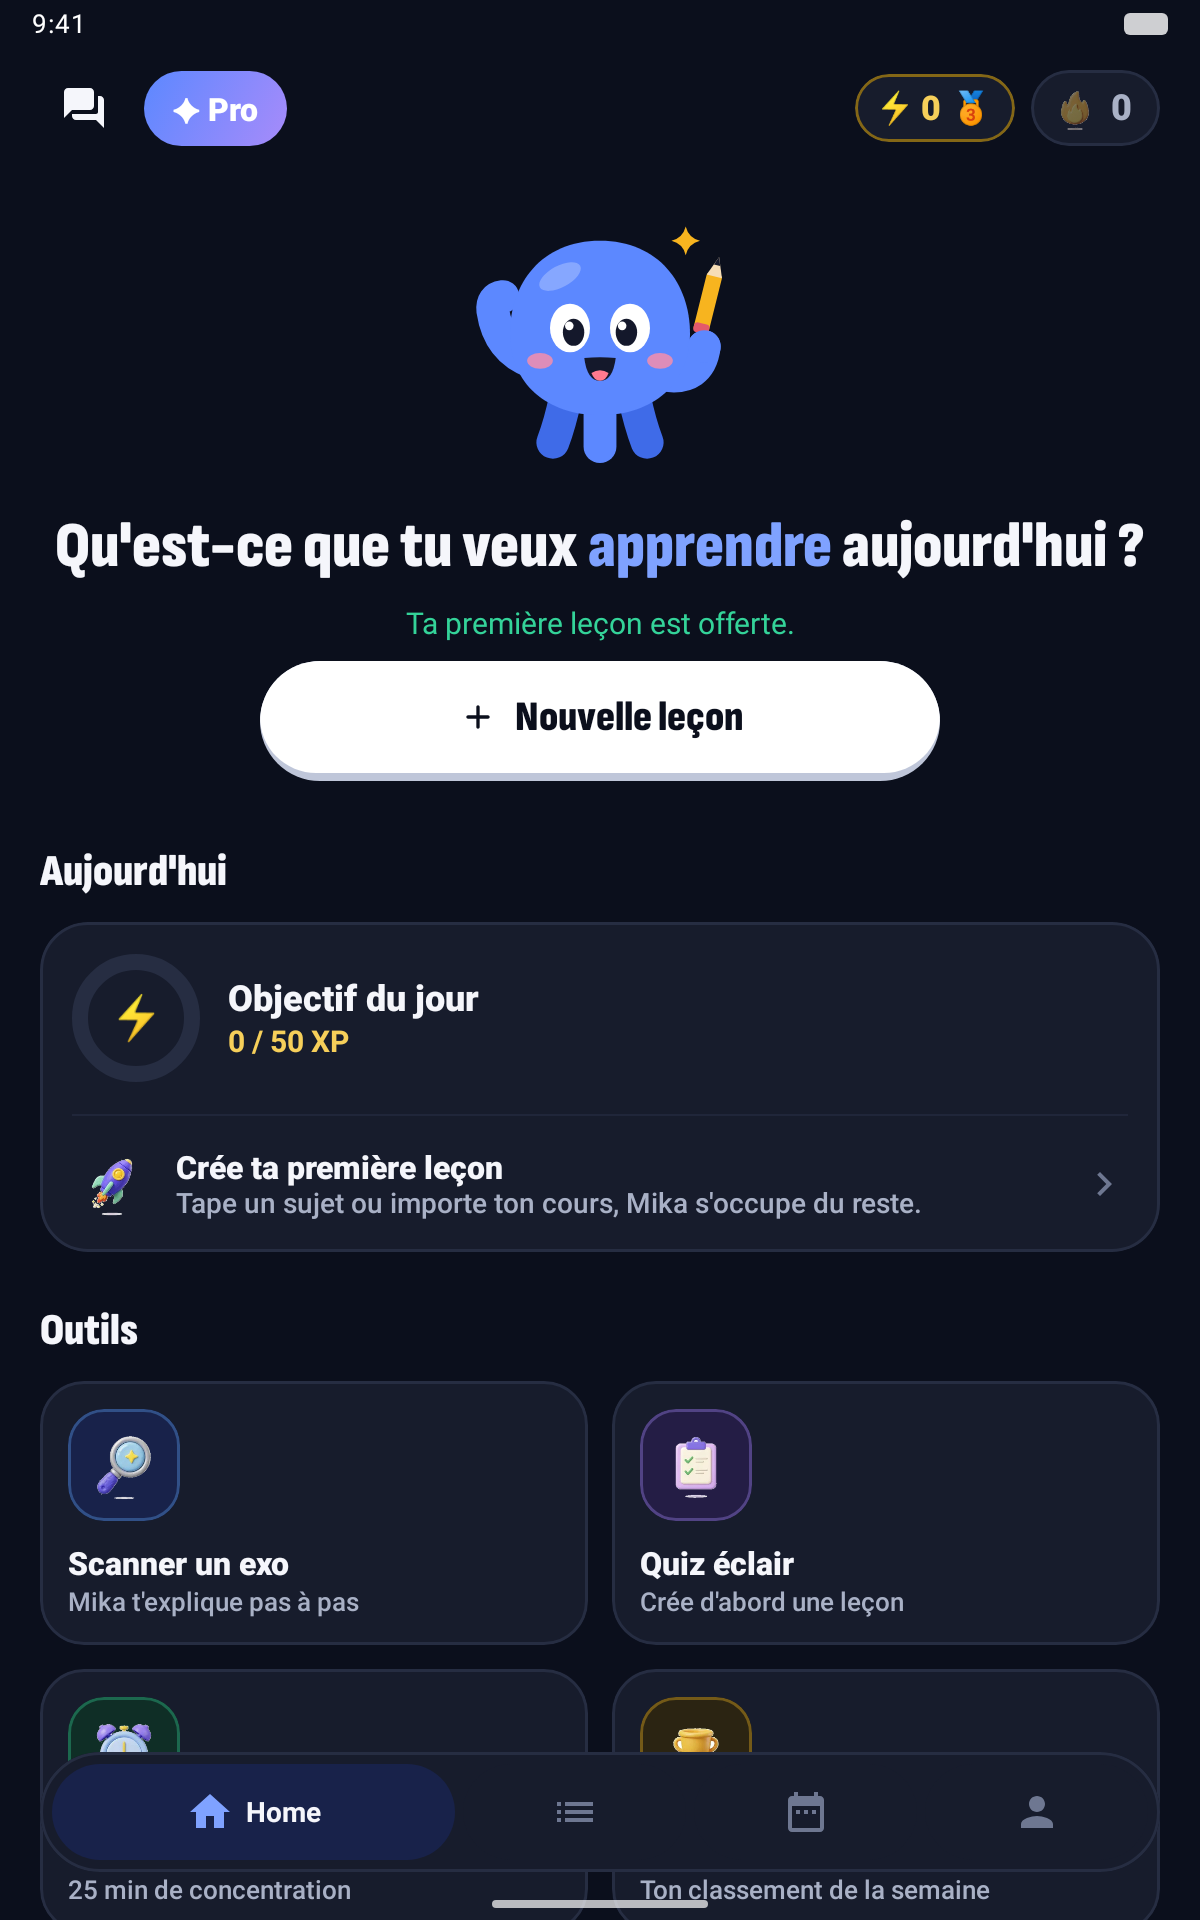 9:41
Pro
0
3
0
Qu'est-ce que tu veux apprendre aujourd'hui ?
Ta première leçon est offerte.
+ Nouvelle leçon
Aujourd'hui
Objectif du jour
0 / 50 XP
Crée ta première leçon
Tape un sujet ou importe ton cours, Mika s'occupe du reste.
Outils
Scanner un exo
Mika t'explique pas à pas
Quiz éclair
Crée d'abord une leçon
Home
25 min de concentration
Ton classement de la semaine